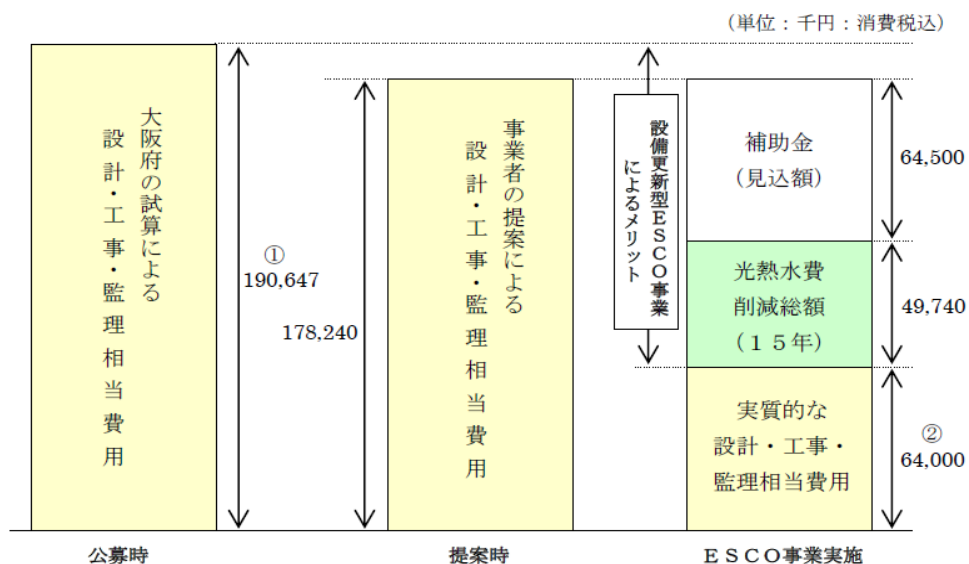 （単位：千円：消費税込）
大阪府の試算による
設計・工事・監理相当費用
①
190,647
178,240
事業者の提案による
設計・工事・監理相当費用
設備更新型ＥＳＣＯ事業
によるメリット
補助金
（見込額）
64,500
光熱水費
削減総額
（１５年）
49,740
実質的な
設計・工事・
監理相当費用
②
64,000
公募時
提案時
ＥＳＣＯ事業実施